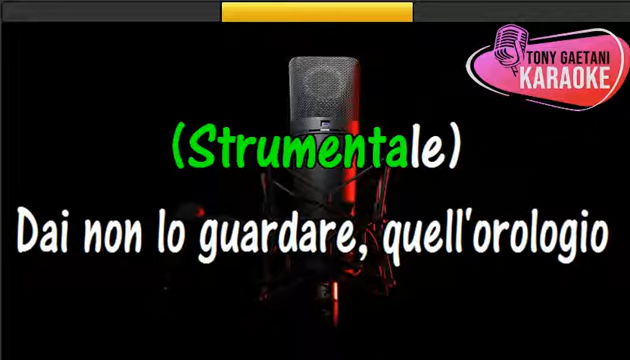 TONY GAETANI
KARAOKE
(Strumentale)
Dai non lo guardare, quell'orologio